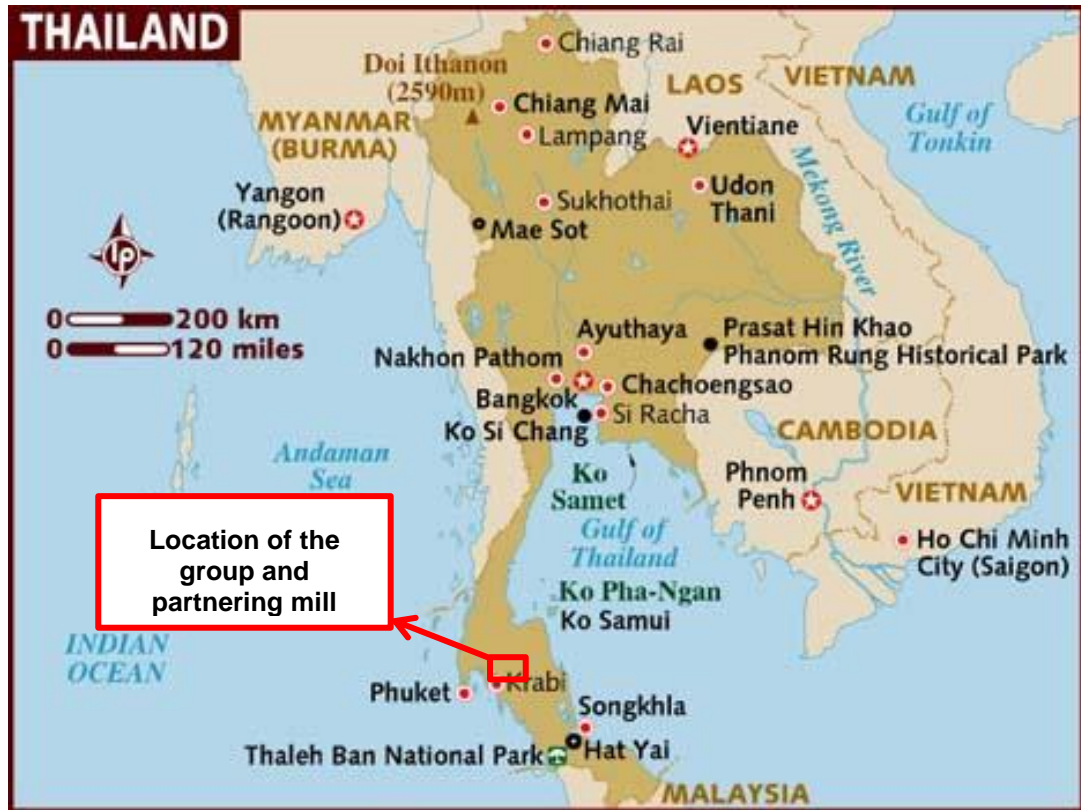 THAILAND
Chiang Rai
Doi Ithanon
(2590m)
Chiang Mai
Lampang
LAOS
VIETNAM
MYANMAR
(BURMA)
Vientiane
Gulf of
Tonkin
Mekong River
Yangon
(Rangoon)
Sukhothai
Udon
Thani
Mae Sot
lp
0 200 km
0 120 miles
Ayuthaya
Prasat Hin Khao
Phanom Rung Historical Park
Nakhon Pathom
Chachoengsao
Bangkok
Si Racha
Ko Si Chang
CAMBODIA
Andaman
Sea
Ko
Samet
Phnom
Penh
VIETNAM
Gulf of
Thailand
Ho Chi Minh
City (Saigon)
Location of the
group and
partnering mill
Ko Pha-Ngan
Ko Samui
INDIAN
OCEAN
Krabi
Phuket
Songkhla
Thaleh Ban National Park
Hat Yai
MALAYSIA